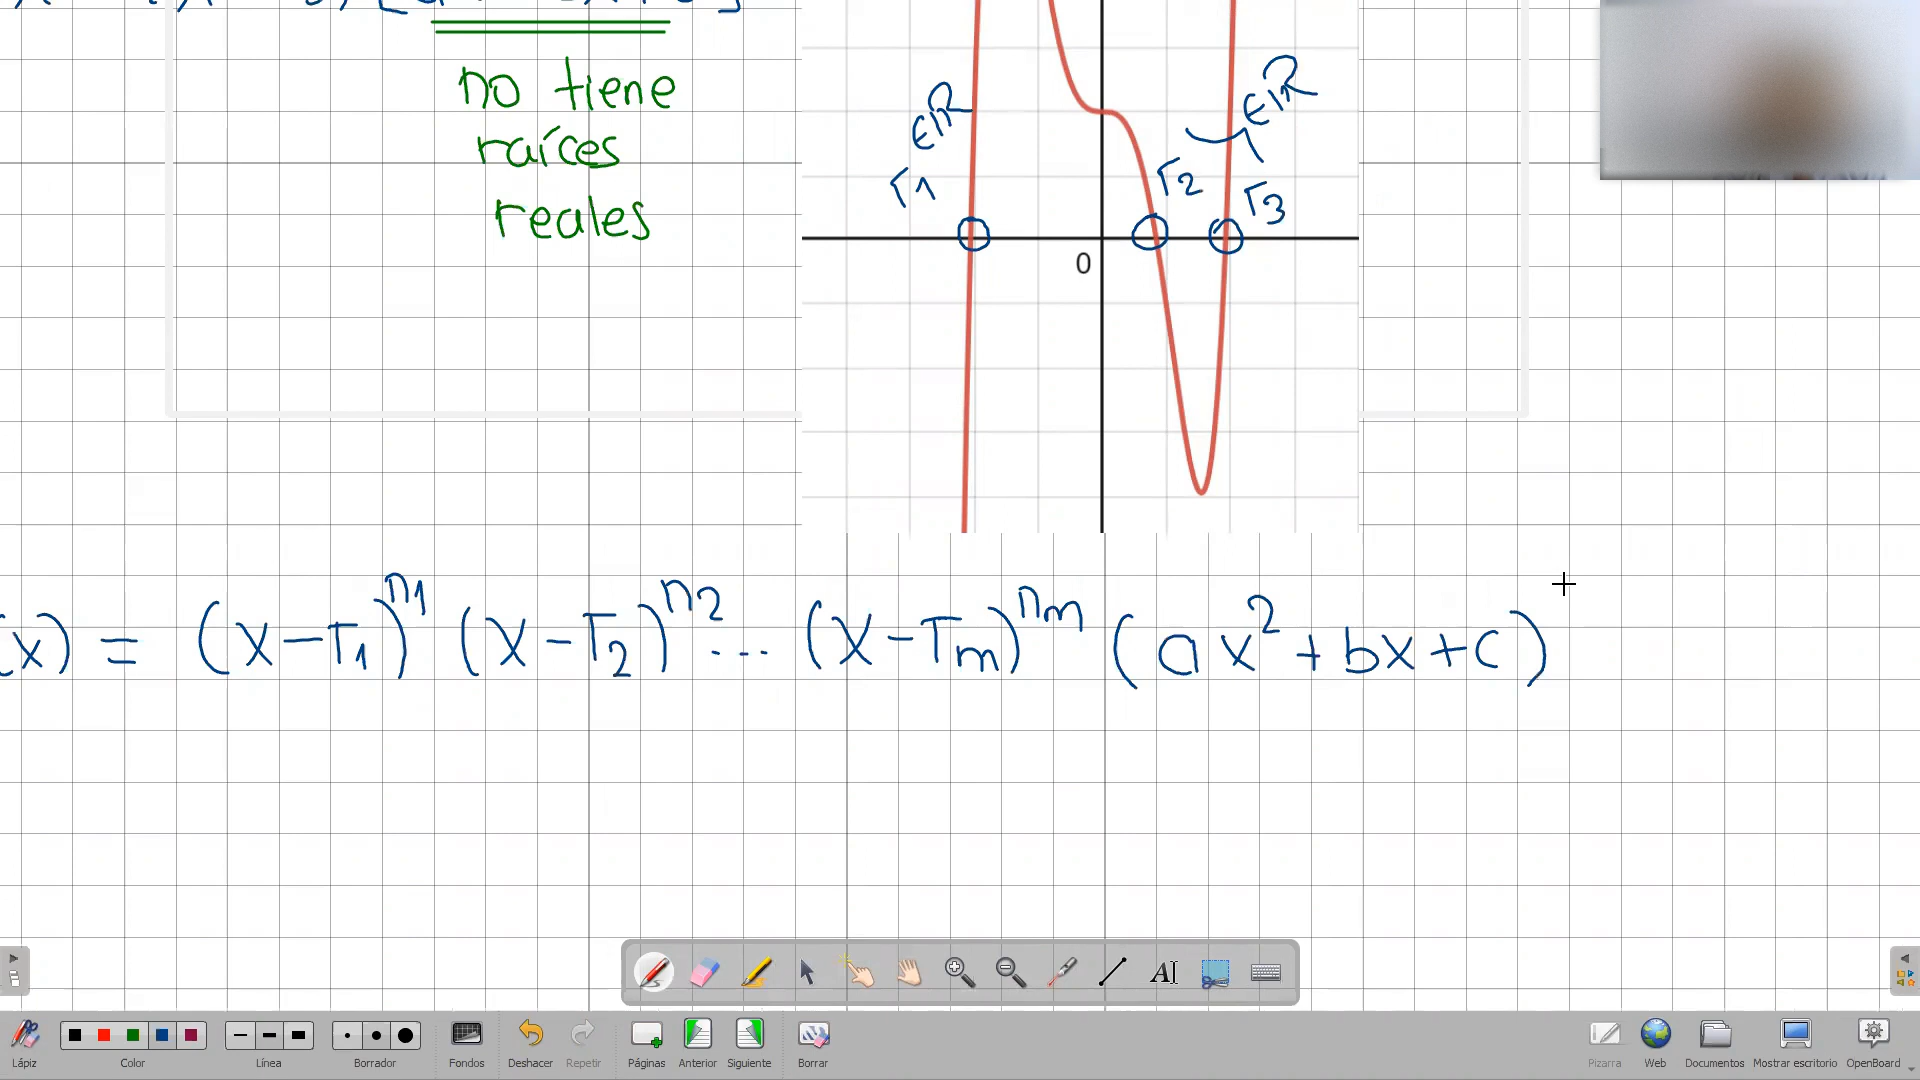 no tiene
raíces
reales
∈ℝ
r1
r2
∈ℝ
r3
0
(x) = (x-r₁)^n1 (x-r₂)^n2 ... (x-rₘ)^nm (ax²+bx+c)
Lápiz
Color
Línea
Borrador
Fondos
Deshacer
Repetir
Páginas
Anterior
Siguiente
Borrar
Pizarra
Web
Documentos
Mostrar escritorio
OpenBoard